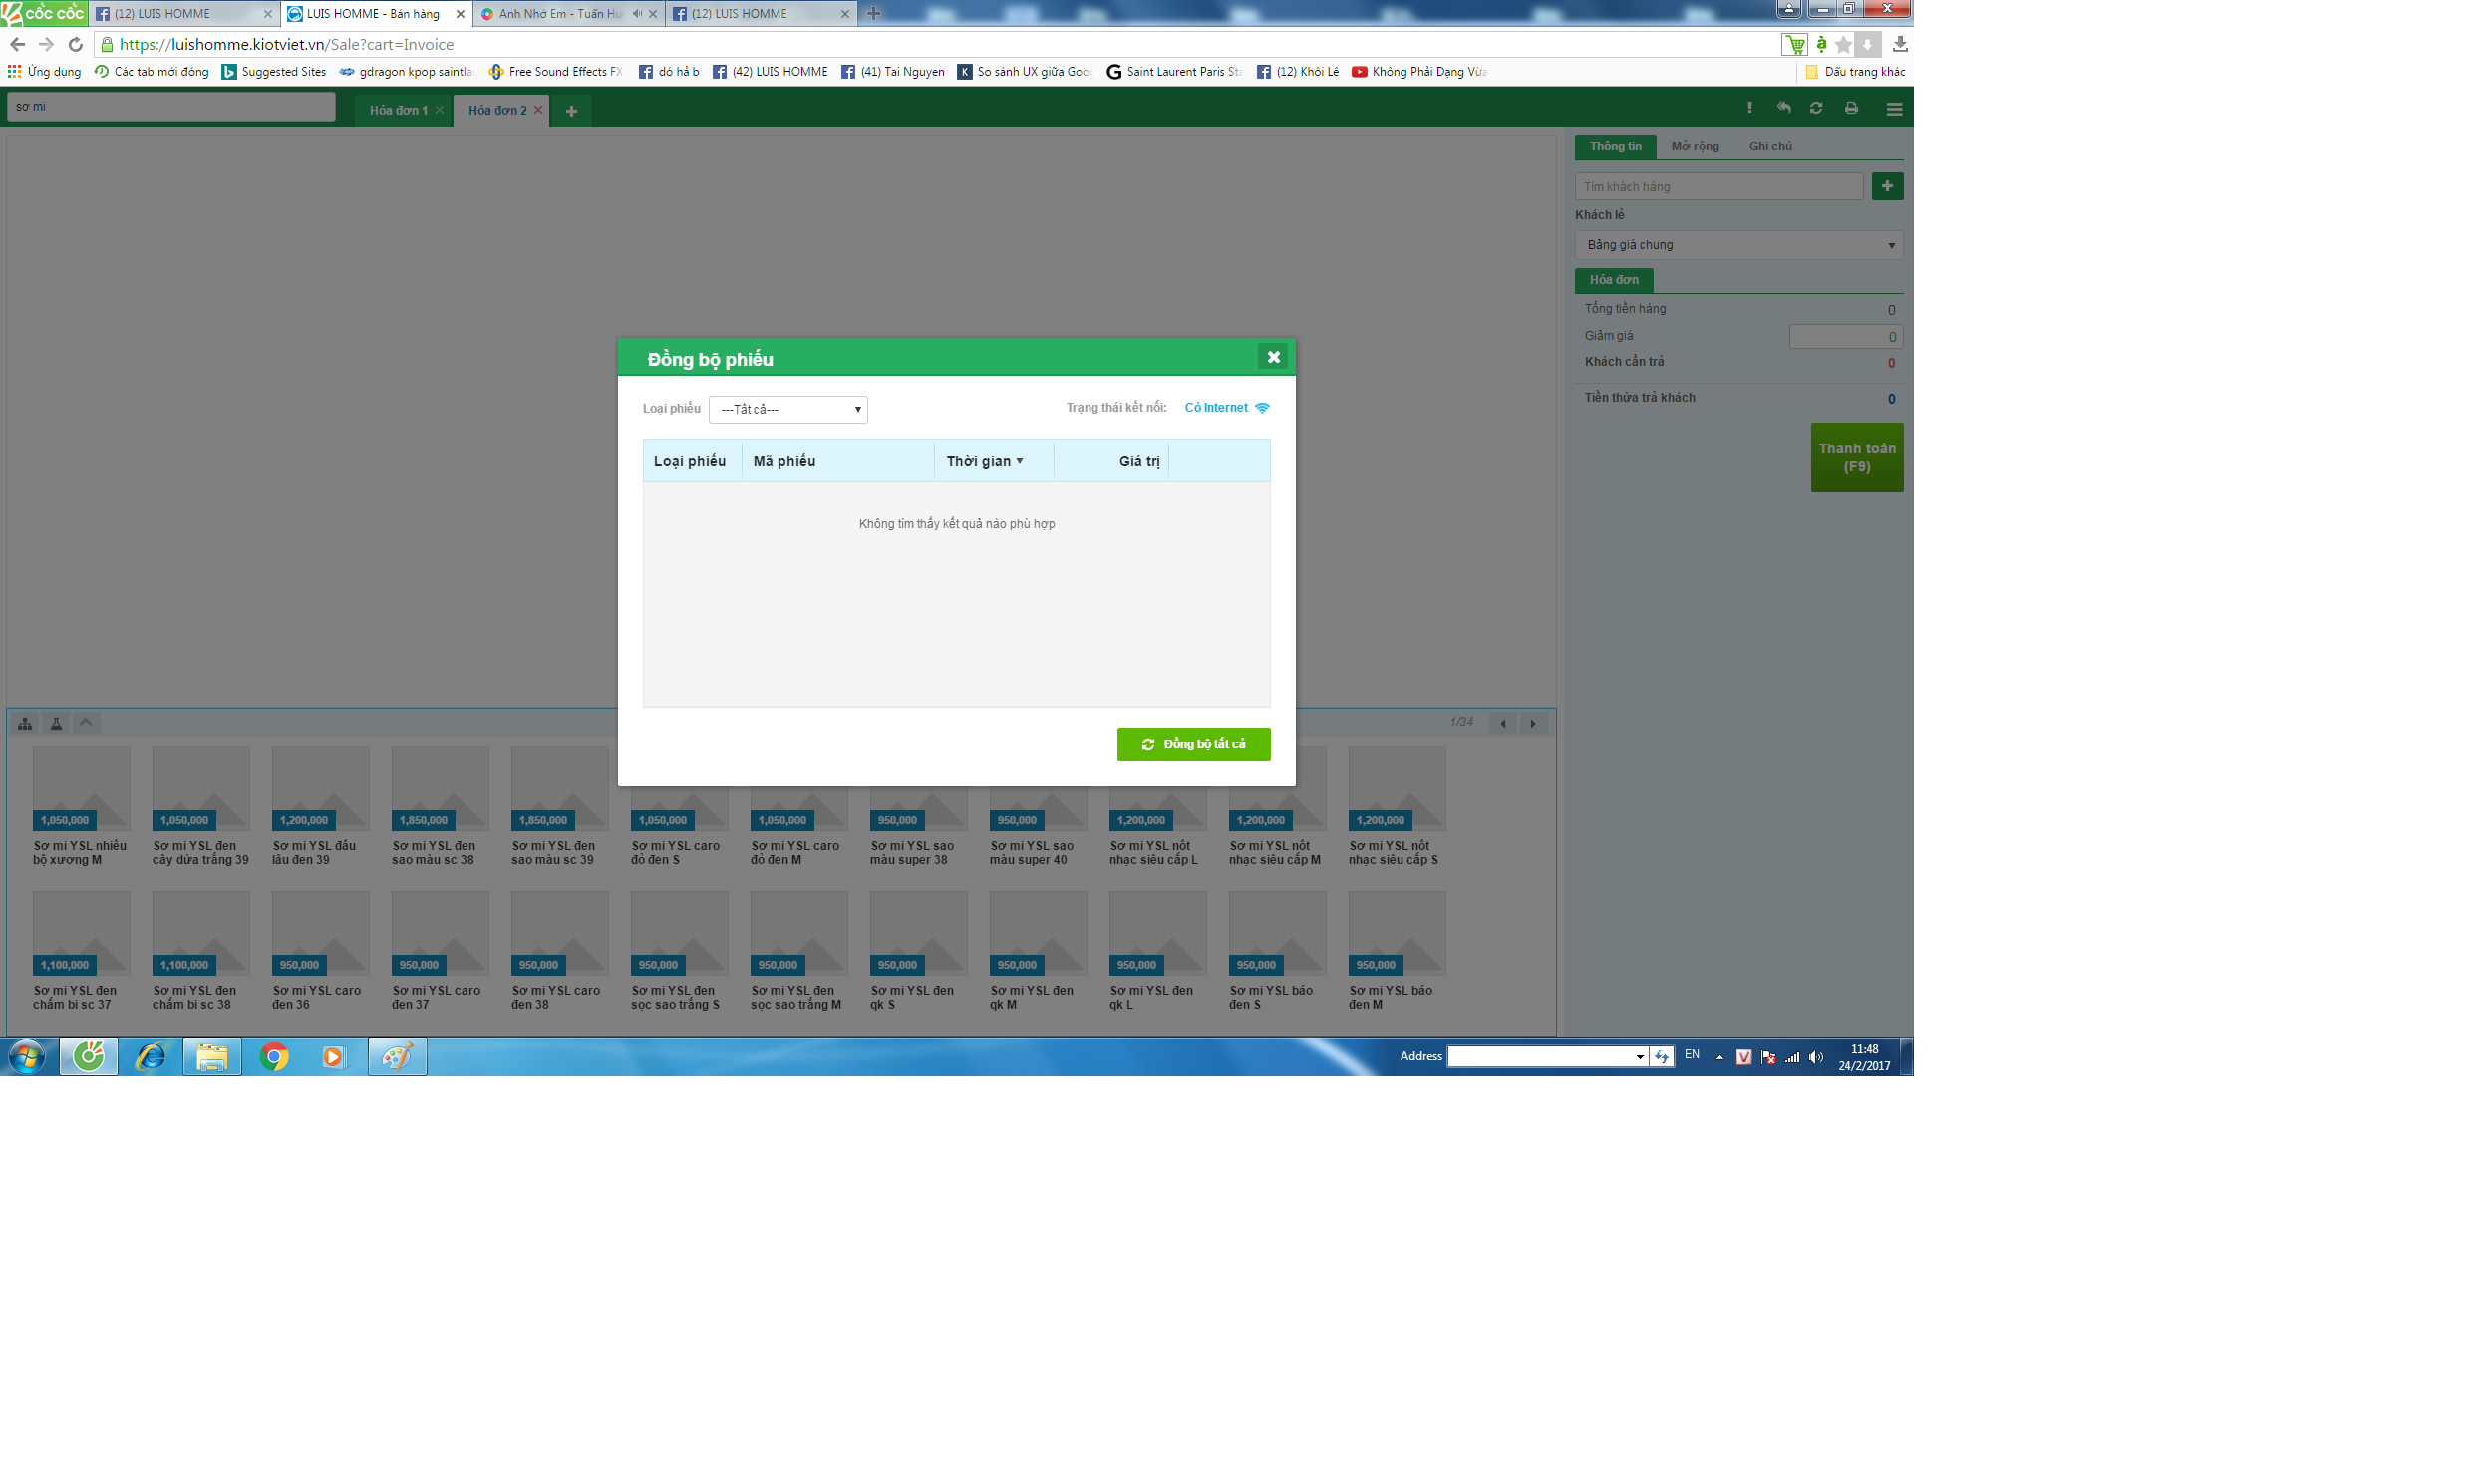 cốc cốc
(12) LUIS HOMME
LUIS HOMME - Bán hàng
Anh Nhớ Em - Tuấn Hư
(12) LUIS HOMME
https://luishomme.kiotviet.vn/Sale?cart=Invoice
Ứng dụng
Các tab mới đóng
Suggested Sites
gdragon kpop saintla
Free Sound Effects FX
dó hả b
(42) LUIS HOMME
(41) Tai Nguyen
So sánh UX giữa Goog
Saint Laurent Paris Sta
(12) Khôi Lê
Không Phải Dạng Vừa
Dấu trang khác
sơ mi
Hóa đơn 1
Hóa đơn 2
Thông tin
Mở rộng
Ghi chú
Tìm khách hàng
Khách lẻ
Bảng giá chung
Hóa đơn
Tổng tiền hàng 0
Giảm giá 0
Khách cần trả 0
Tiền thừa trả khách 0
Thanh toán
(F9)
Đồng bộ phiếu
Loại phiếu
---Tất cả---
Trạng thái kết nối:
Có Internet
Loại phiếu
Mã phiếu
Thời gian
Giá trị
Không tìm thấy kết quả nào phù hợp
Đồng bộ tất cả
1/34
1,050,000
1,050,000
1,200,000
1,850,000
1,850,000
1,050,000
1,050,000
950,000
950,000
1,200,000
1,200,000
1,200,000
Sơ mi YSL nhiều
bộ xương M
Sơ mi YSL đen
cây dừa trắng 39
Sơ mi YSL đầu
lâu đen 39
Sơ mi YSL đen
sao màu sc 38
Sơ mi YSL đen
sao màu sc 39
Sơ mi YSL caro
đỏ đen S
Sơ mi YSL caro
đỏ đen M
Sơ mi YSL sao
màu super 38
Sơ mi YSL sao
màu super 40
Sơ mi YSL nốt
nhạc siêu cấp L
Sơ mi YSL nốt
nhạc siêu cấp M
Sơ mi YSL nốt
nhạc siêu cấp S
1,100,000
1,100,000
950,000
950,000
950,000
950,000
950,000
950,000
950,000
950,000
950,000
950,000
Sơ mi YSL đen
chấm bi sc 37
Sơ mi YSL đen
chấm bi sc 38
Sơ mi YSL caro
đen 36
Sơ mi YSL caro
đen 37
Sơ mi YSL caro
đen 38
Sơ mi YSL đen
sọc sao trắng S
Sơ mi YSL đen
sọc sao trắng M
Sơ mi YSL đen
qk S
Sơ mi YSL đen
qk M
Sơ mi YSL đen
qk L
Sơ mi YSL báo
đen S
Sơ mi YSL báo
đen M
Address
EN
11:48
24/2/2017